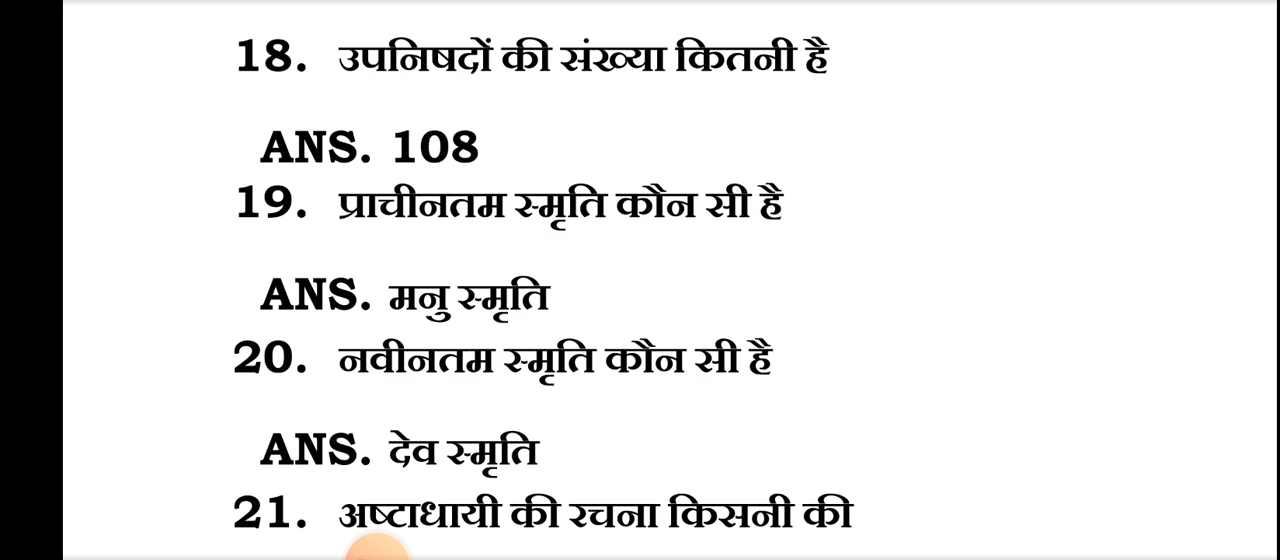 18. उपनिषदों की संख्या कितनी है
ANS. 108
19. प्राचीनतम स्मृति कौन सी है
ANS. मनु स्मृति
20. नवीनतम स्मृति कौन सी है
ANS. देव स्मृति
21. अष्टाधायी की रचना किसनी की